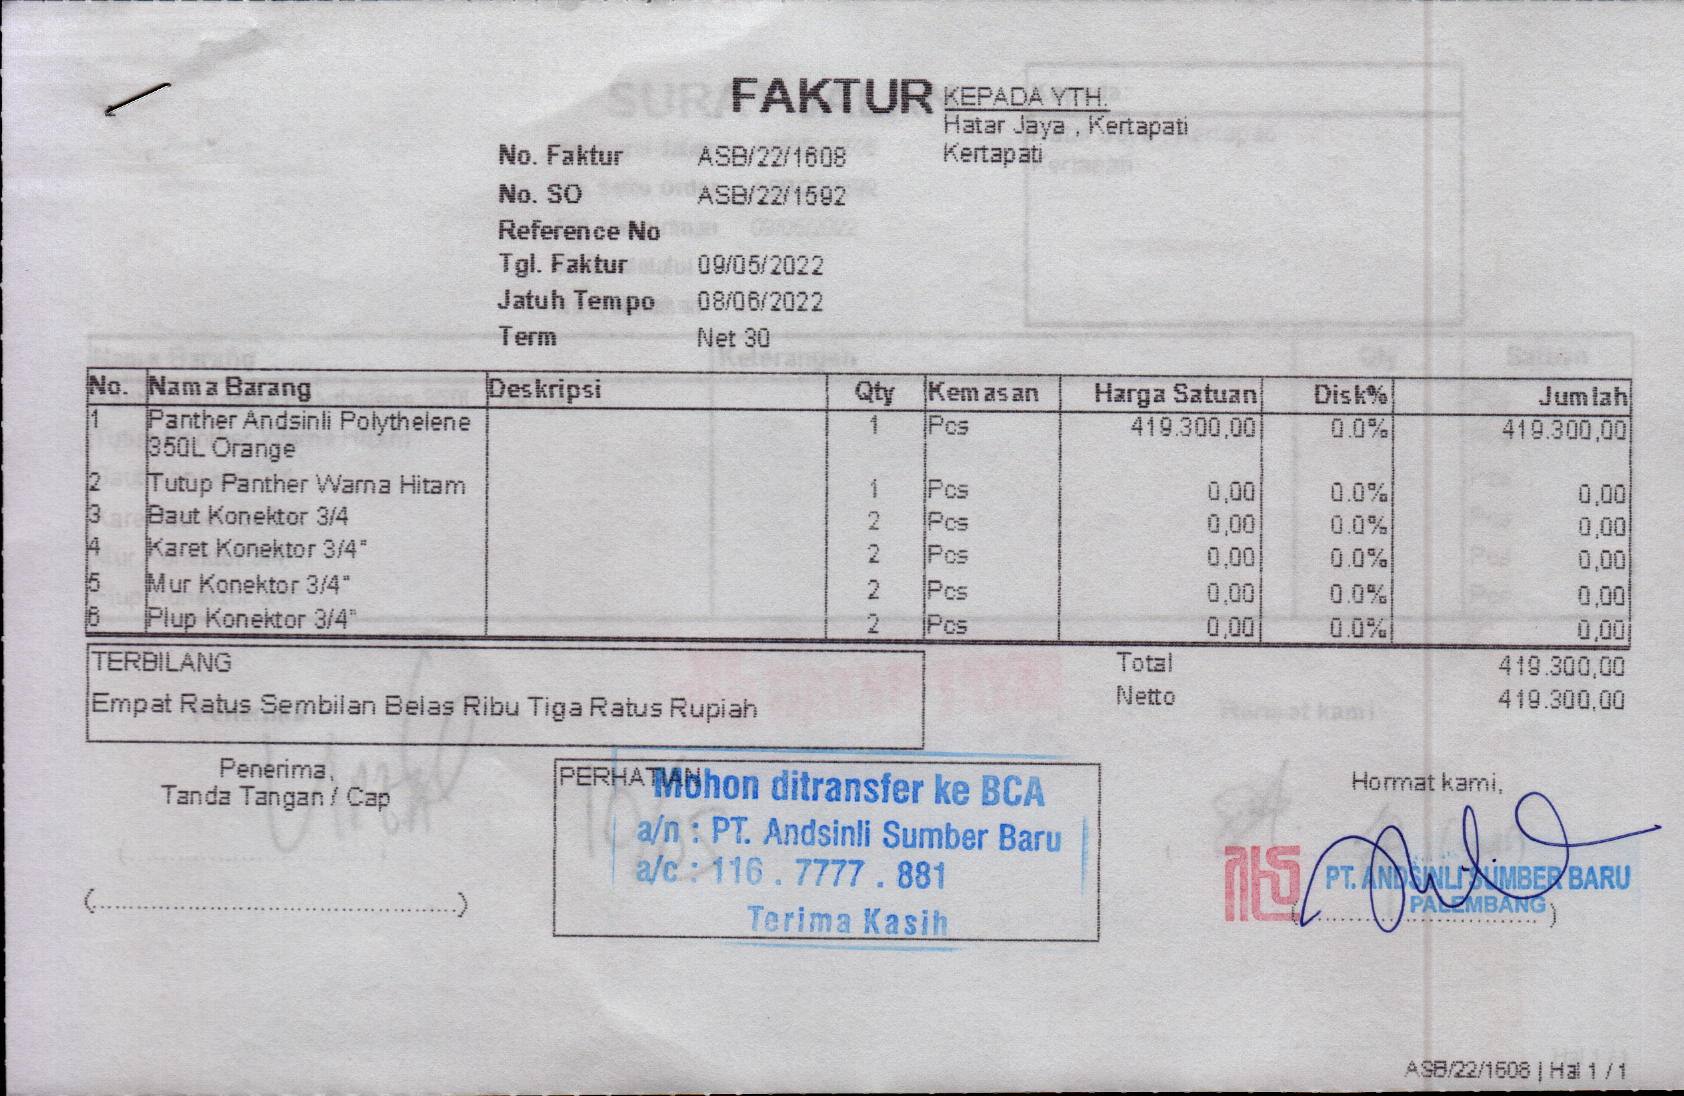 FAKTUR
KEPADA YTH.
Hatar Jaya , Kertapati
Kertapati
No. Faktur ASB/22/1608
No. SO ASB/22/1592
Reference No
Tgl. Faktur 09/05/2022
Jatuh Tempo 08/06/2022
Term Net 30
No. Nama Barang Deskripsi Qty Kemasan Harga Satuan Disk% Jumlah
1 Panther Andsinli Polythelene 1 Pcs 419.300,00 0.0% 419.300,00
350L Orange
2 Tutup Panther Warna Hitam 1 Pcs 0,00 0.0% 0,00
3 Baut Konektor 3/4 2 Pcs 0,00 0.0% 0,00
4 Karet Konektor 3/4" 2 Pcs 0,00 0.0% 0,00
5 Mur Konektor 3/4" 2 Pcs 0,00 0.0% 0,00
6 Plup Konektor 3/4" 2 Pcs 0,00 0.0% 0,00
TERBILANG
Empat Ratus Sembilan Belas Ribu Tiga Ratus Rupiah
Total 419.300,00
Netto 419.300,00
Penerima,
Tanda Tangan / Cap
(..................................................)
PERHATIAN
Mohon ditransfer ke BCA
a/n : PT. Andsinli Sumber Baru
a/c : 116 . 7777 . 881
Terima Kasih
Hormat kami,
PT. ANDSINLI SUMBER BARU
PALEMBANG
ASB/22/1608 | Hal 1 / 1